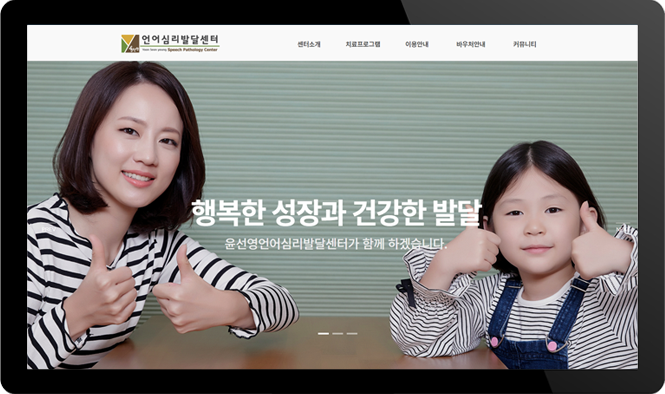 언어심리발달센터
Speech Pathology Center
센터소개 치료프로그램 이용안내 바우처안내 커뮤니티
행복한 성장과 건강한 발달
윤선영언어심리발달센터가 함께 하겠습니다.